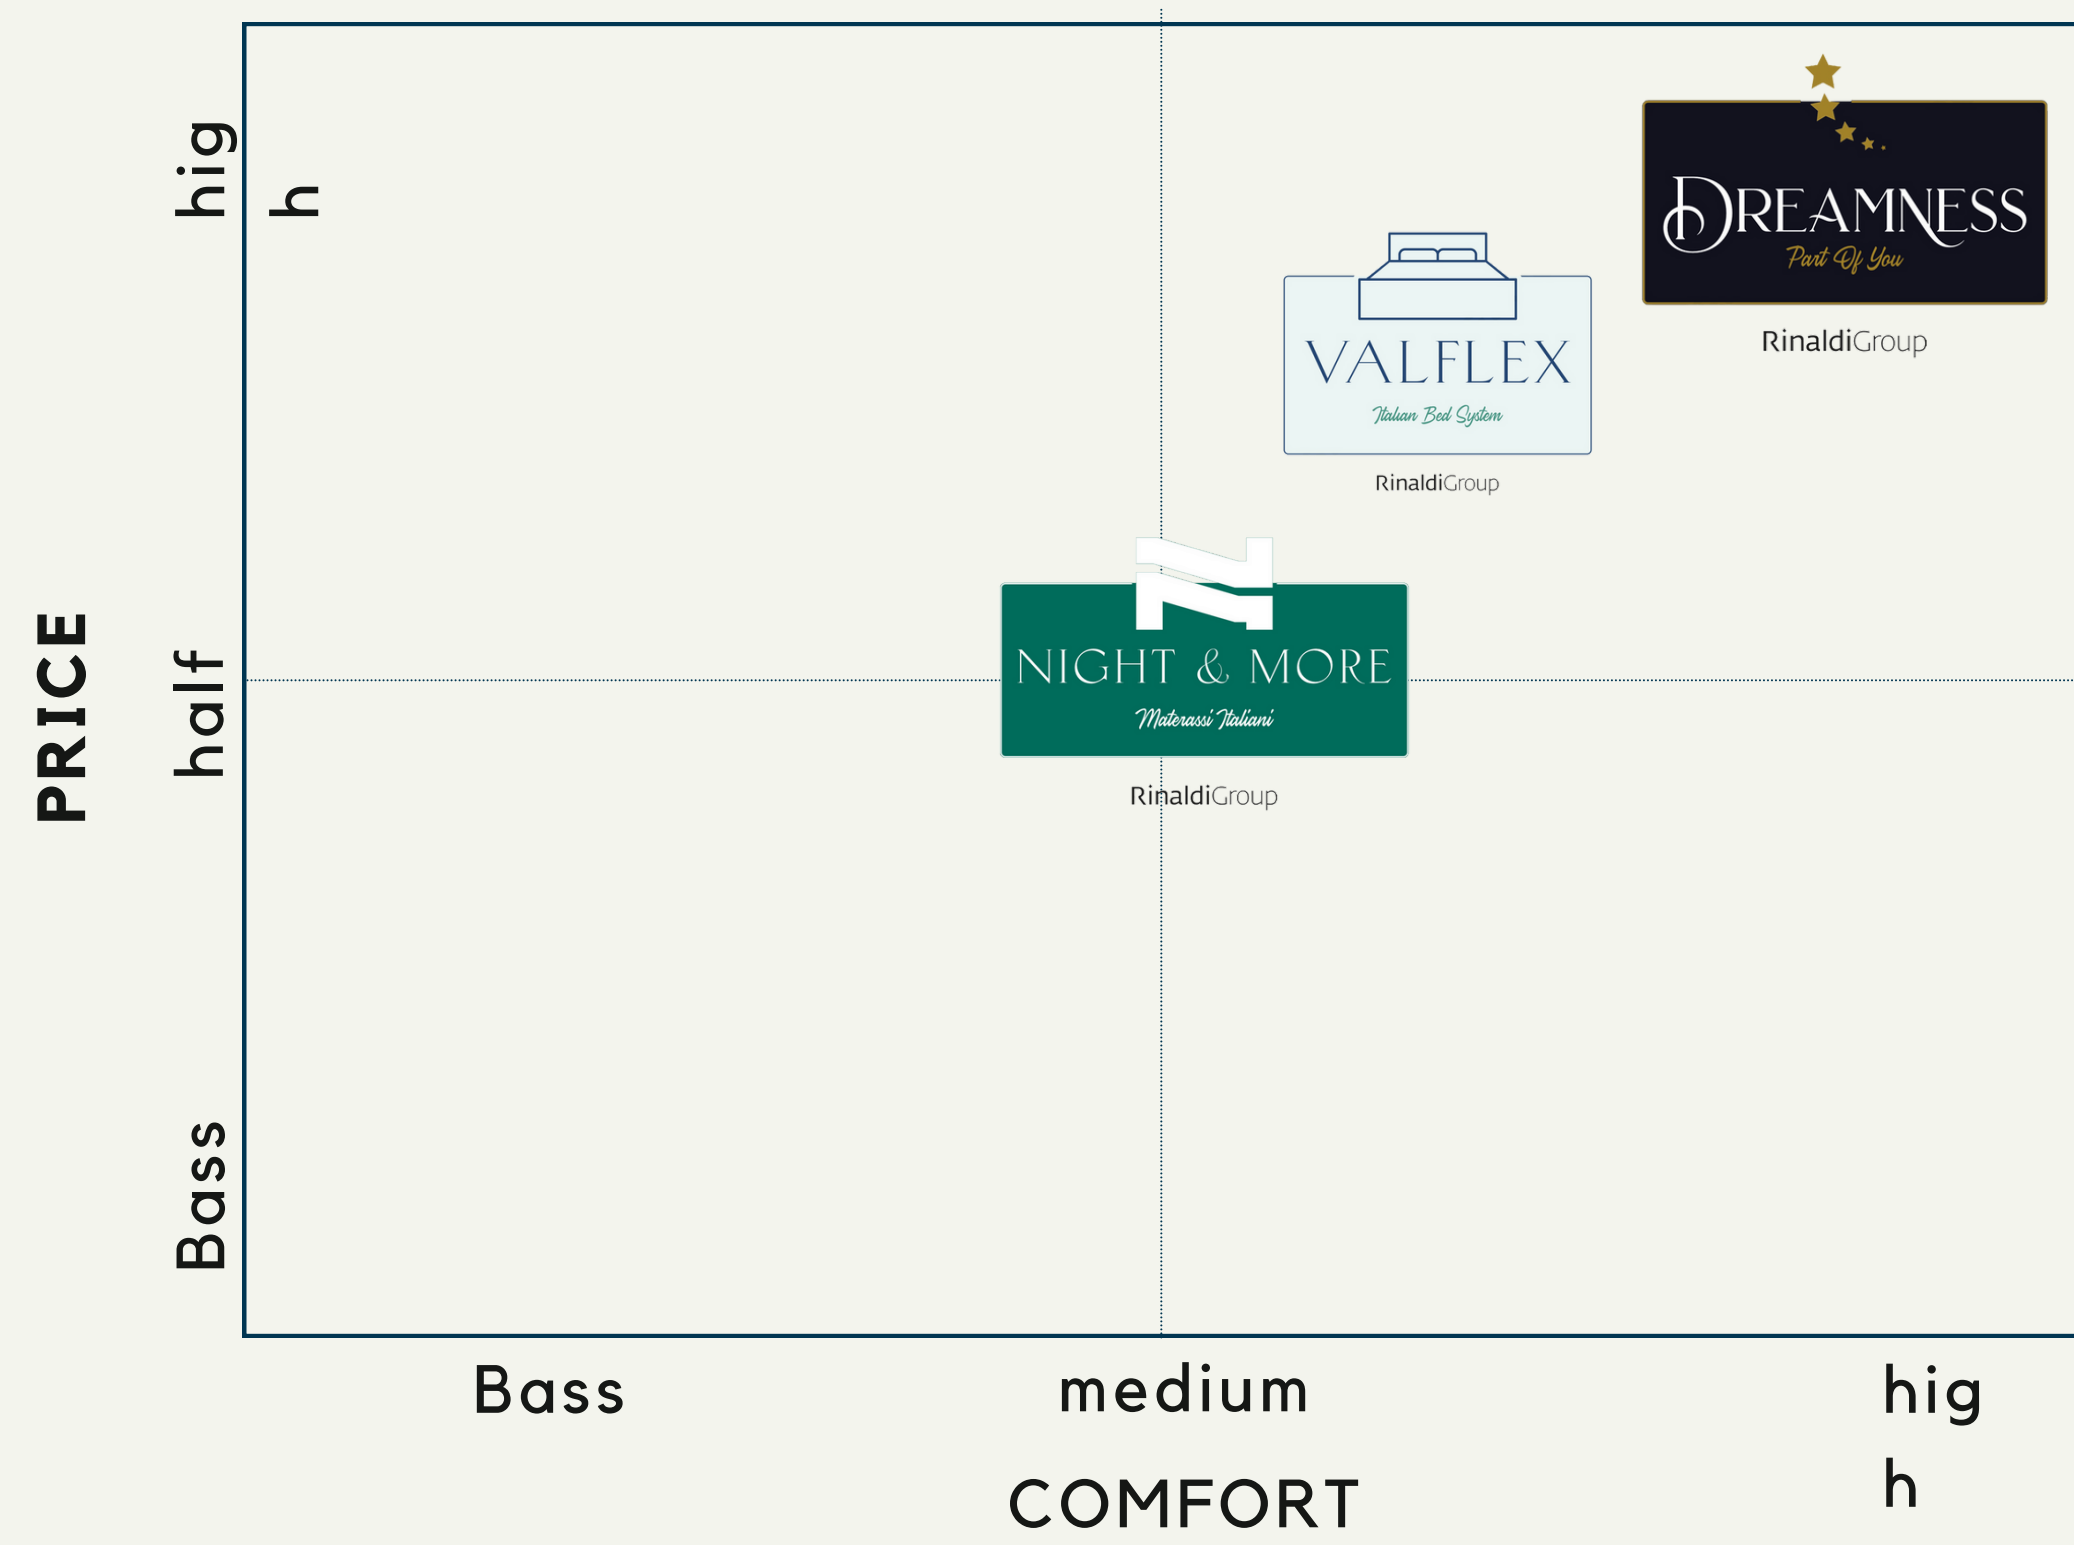 hig
h
DREAMNESS
Part Of You
RinaldiGroup
VALFLEX
Italian Bed System
RinaldiGroup
PRICE
half
NIGHT & MORE
Materassi Italiani
RinaldiGroup
Bass
Bass
medium
hig
h
COMFORT